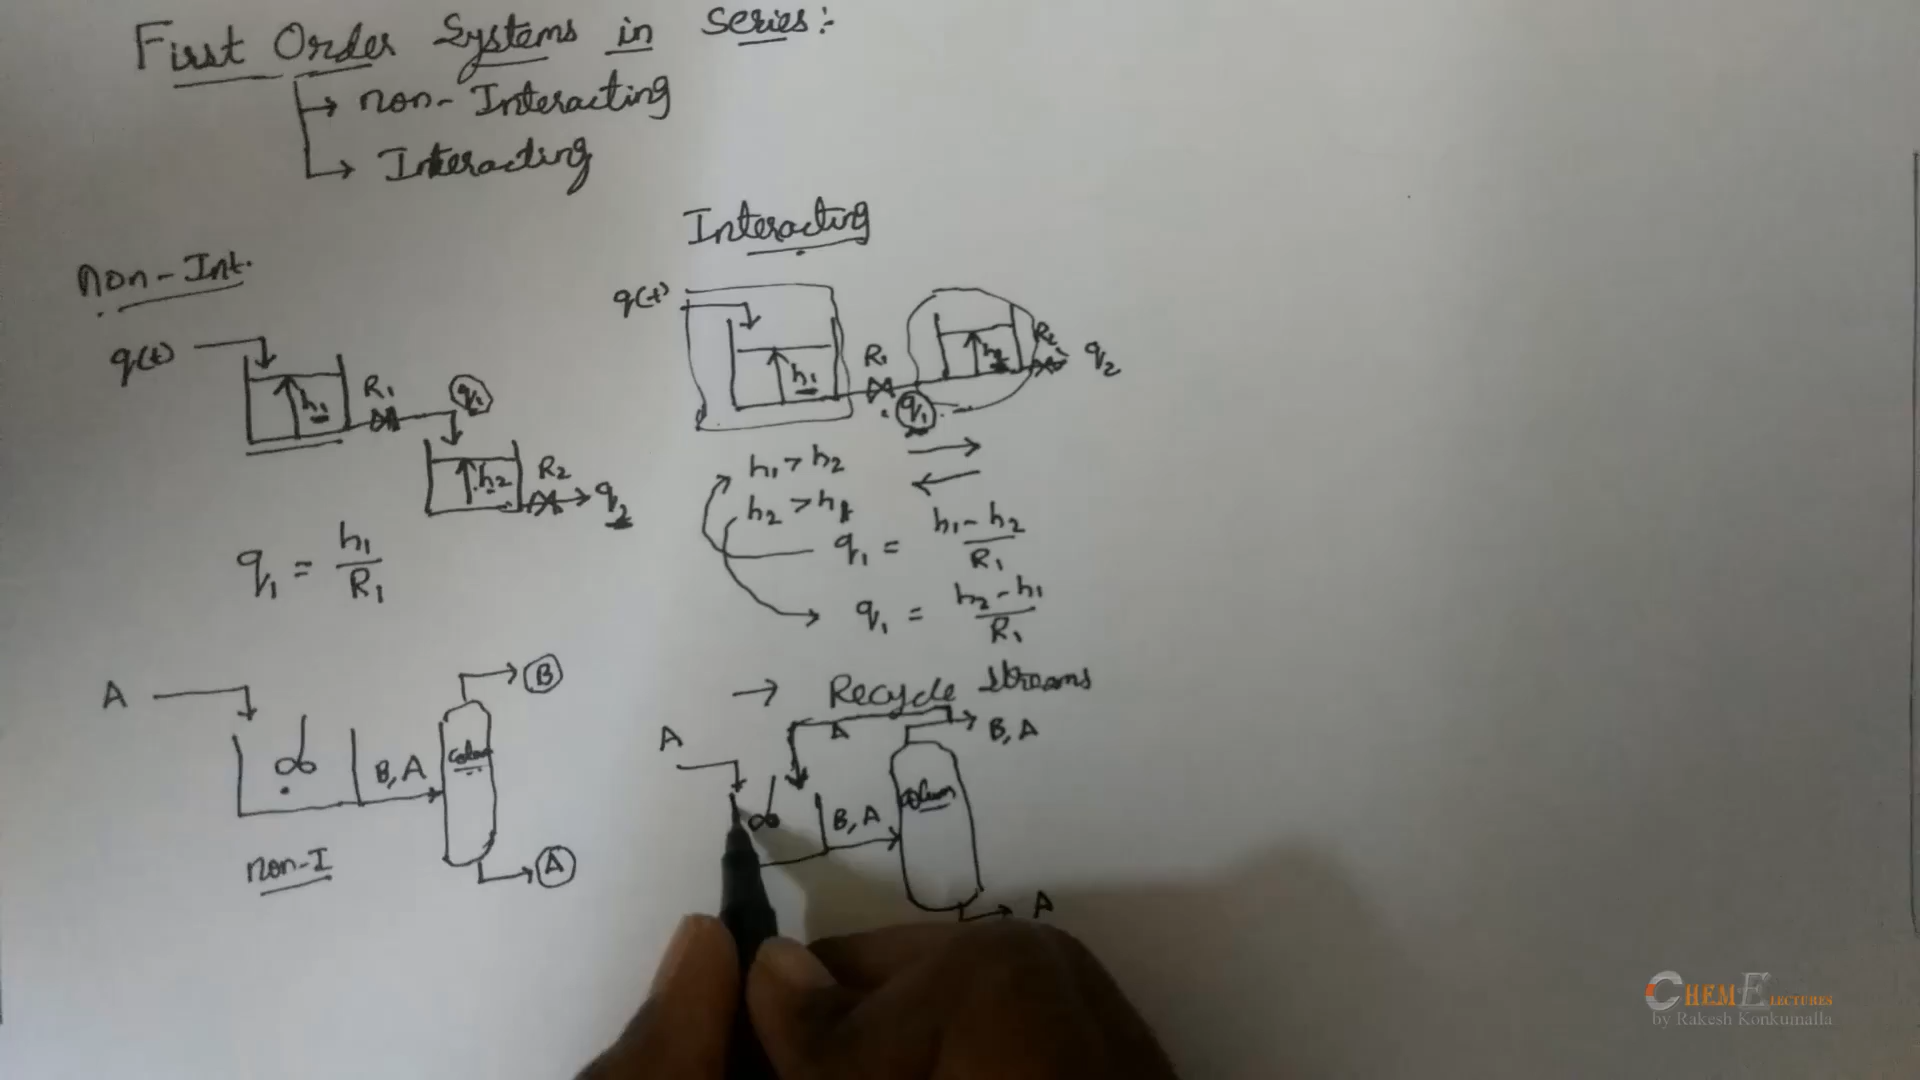 First Order Systems in Series:-
→ non-Interacting
→ Interacting
non-Int.
q(t)
h1
R1
q1
h2
R2
q2
q1 = h1/R1
A
B
B, A
Column
A
non-I
Interacting
q(t)
h1
R1
q1
h2
R2
q2
h1 > h2
h2 > h1
q1 = (h1-h2)/R1
q1 = (h2-h1)/R1
→ Recycle streams
A
A
B, A
B, A
Column
A
CHEME LECTURES
by Rakesh Konkumalla